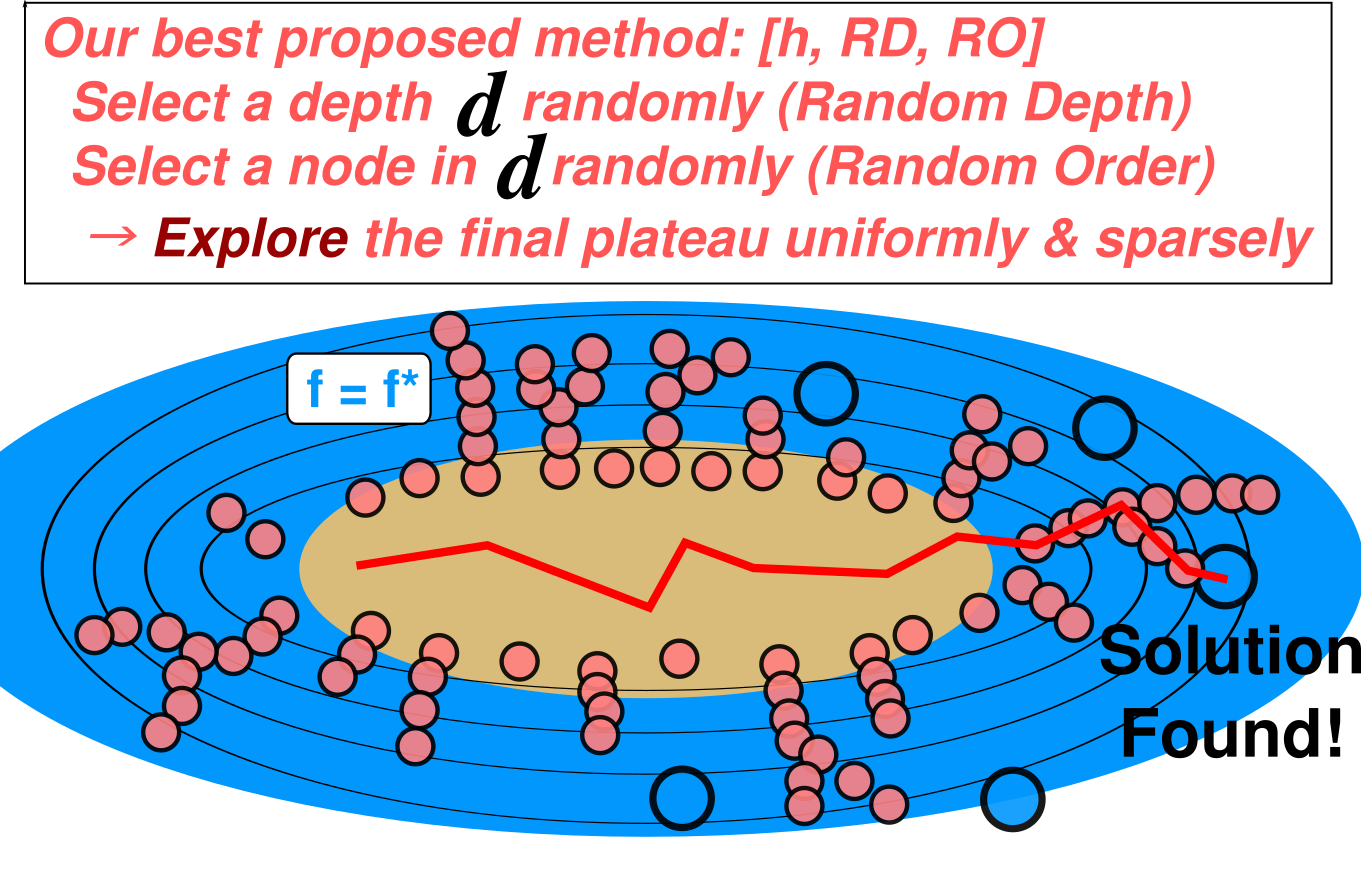 Our best proposed method: [h, RD, RO]
Select a depth d randomly (Random Depth)
Select a node in d randomly (Random Order)
→ Explore the final plateau uniformly & sparsely
f = f*
Solution
Found!